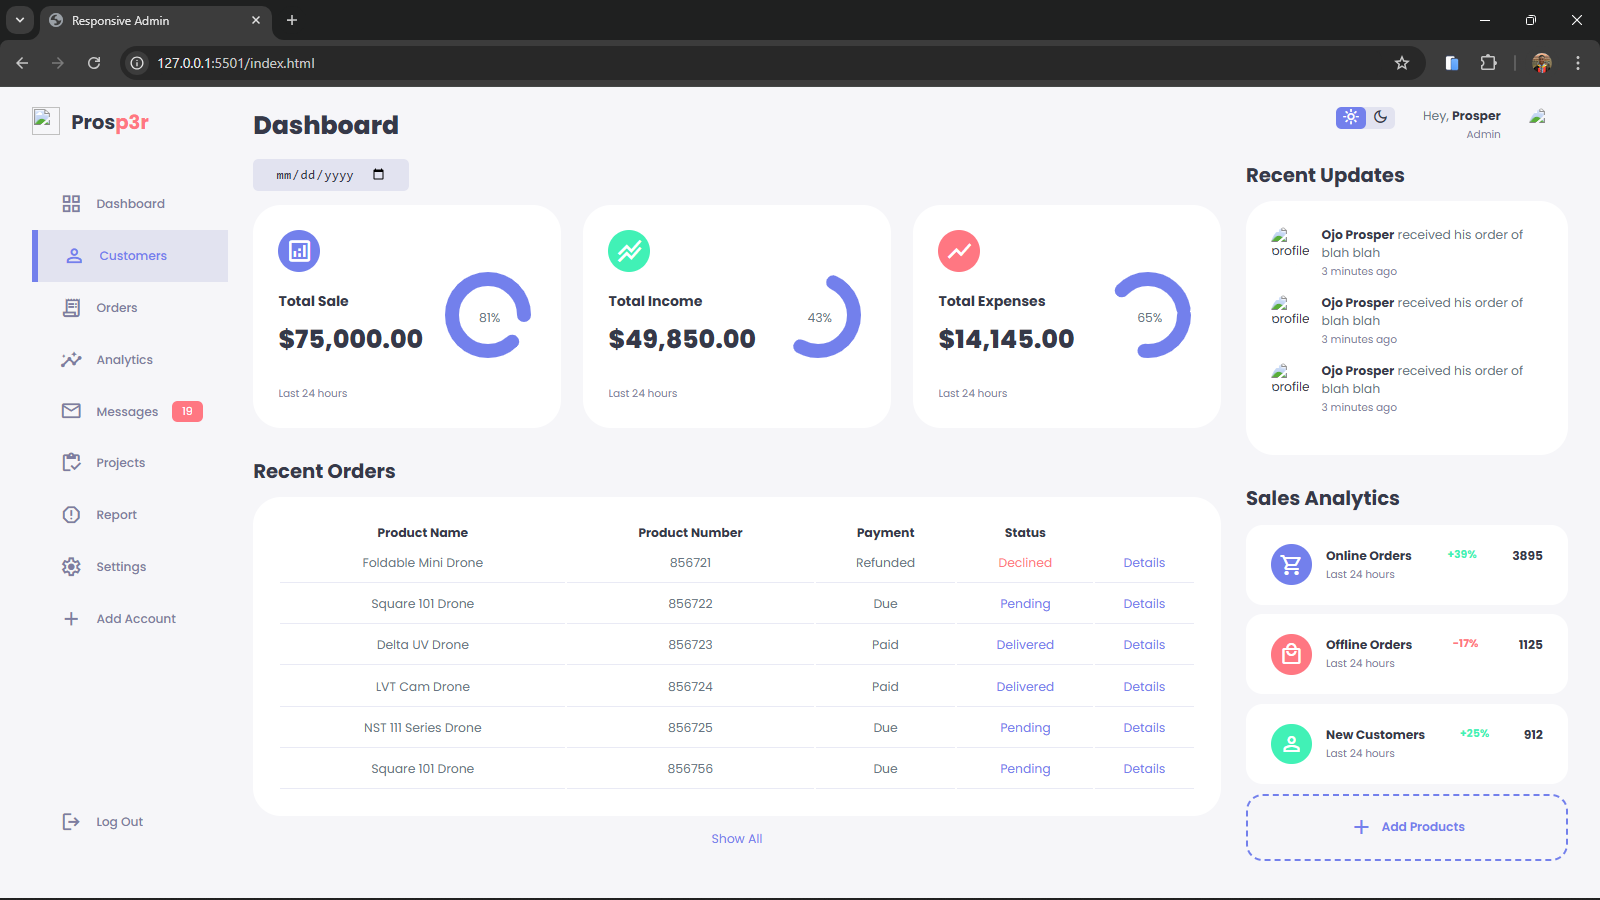 Responsive Admin
127.0.0.1:5501/index.html
Prosp3r
Dashboard
Customers
Orders
Analytics
Messages 19
Projects
Report
Settings
Add Account
Log Out
Dashboard
mm/dd/yyyy
Total Sale
$75,000.00
81%
Last 24 hours
Total Income
$49,850.00
43%
Last 24 hours
Total Expenses
$14,145.00
65%
Last 24 hours
Recent Orders
Product Name Product Number Payment Status
Foldable Mini Drone 856721 Refunded Declined Details
Square 101 Drone 856722 Due Pending Details
Delta UV Drone 856723 Paid Delivered Details
LVT Cam Drone 856724 Paid Delivered Details
NST 111 Series Drone 856725 Due Pending Details
Square 101 Drone 856756 Due Pending Details
Show All
Hey, Prosper
Admin
Recent Updates
profile
Ojo Prosper received his order of
blah blah
3 minutes ago
profile
Ojo Prosper received his order of
blah blah
3 minutes ago
profile
Ojo Prosper received his order of
blah blah
3 minutes ago
Sales Analytics
Online Orders +39% 3895
Last 24 hours
Offline Orders -17% 1125
Last 24 hours
New Customers +25% 912
Last 24 hours
Add Products